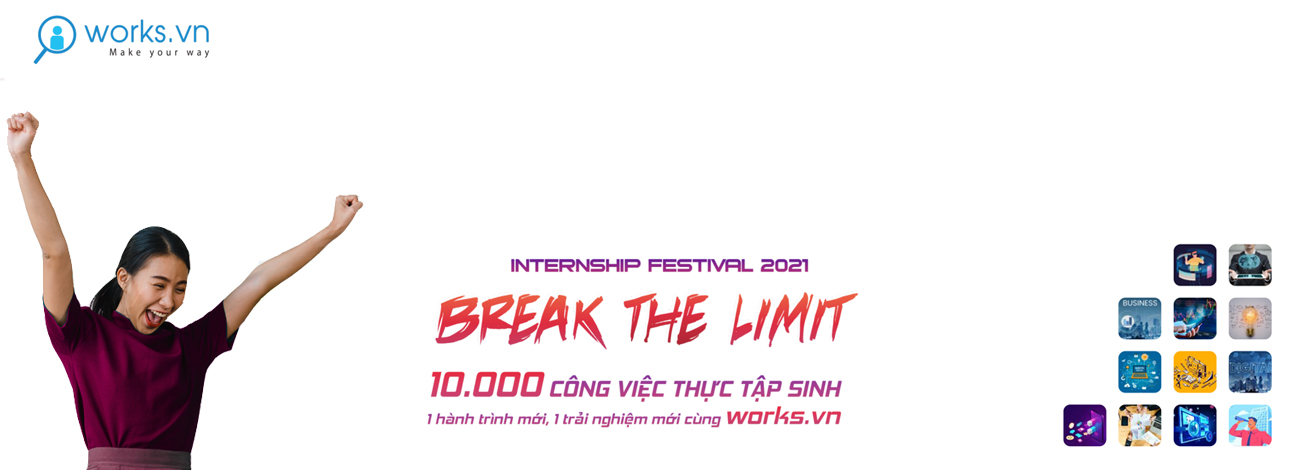 works.vn
Make your way
INTERNSHIP FESTIVAL 2021
BREAK THE LIMIT
10.000 CÔNG VIỆC THỰC TẬP SINH
1 hành trình mới, 1 trải nghiệm mới cùng works.vn
BUSINESS